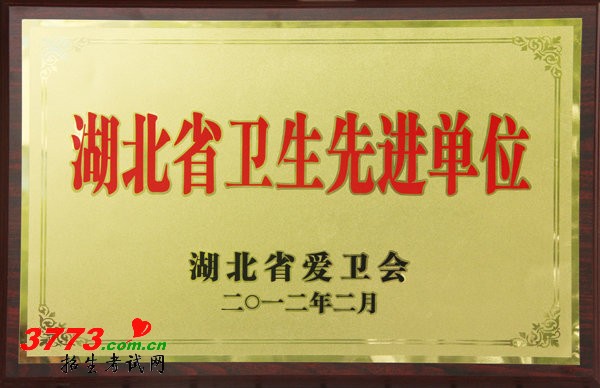 湖北省卫生先进单位
湖北省爱卫会
二〇一二年二月
3773.com.cn
招生考试网